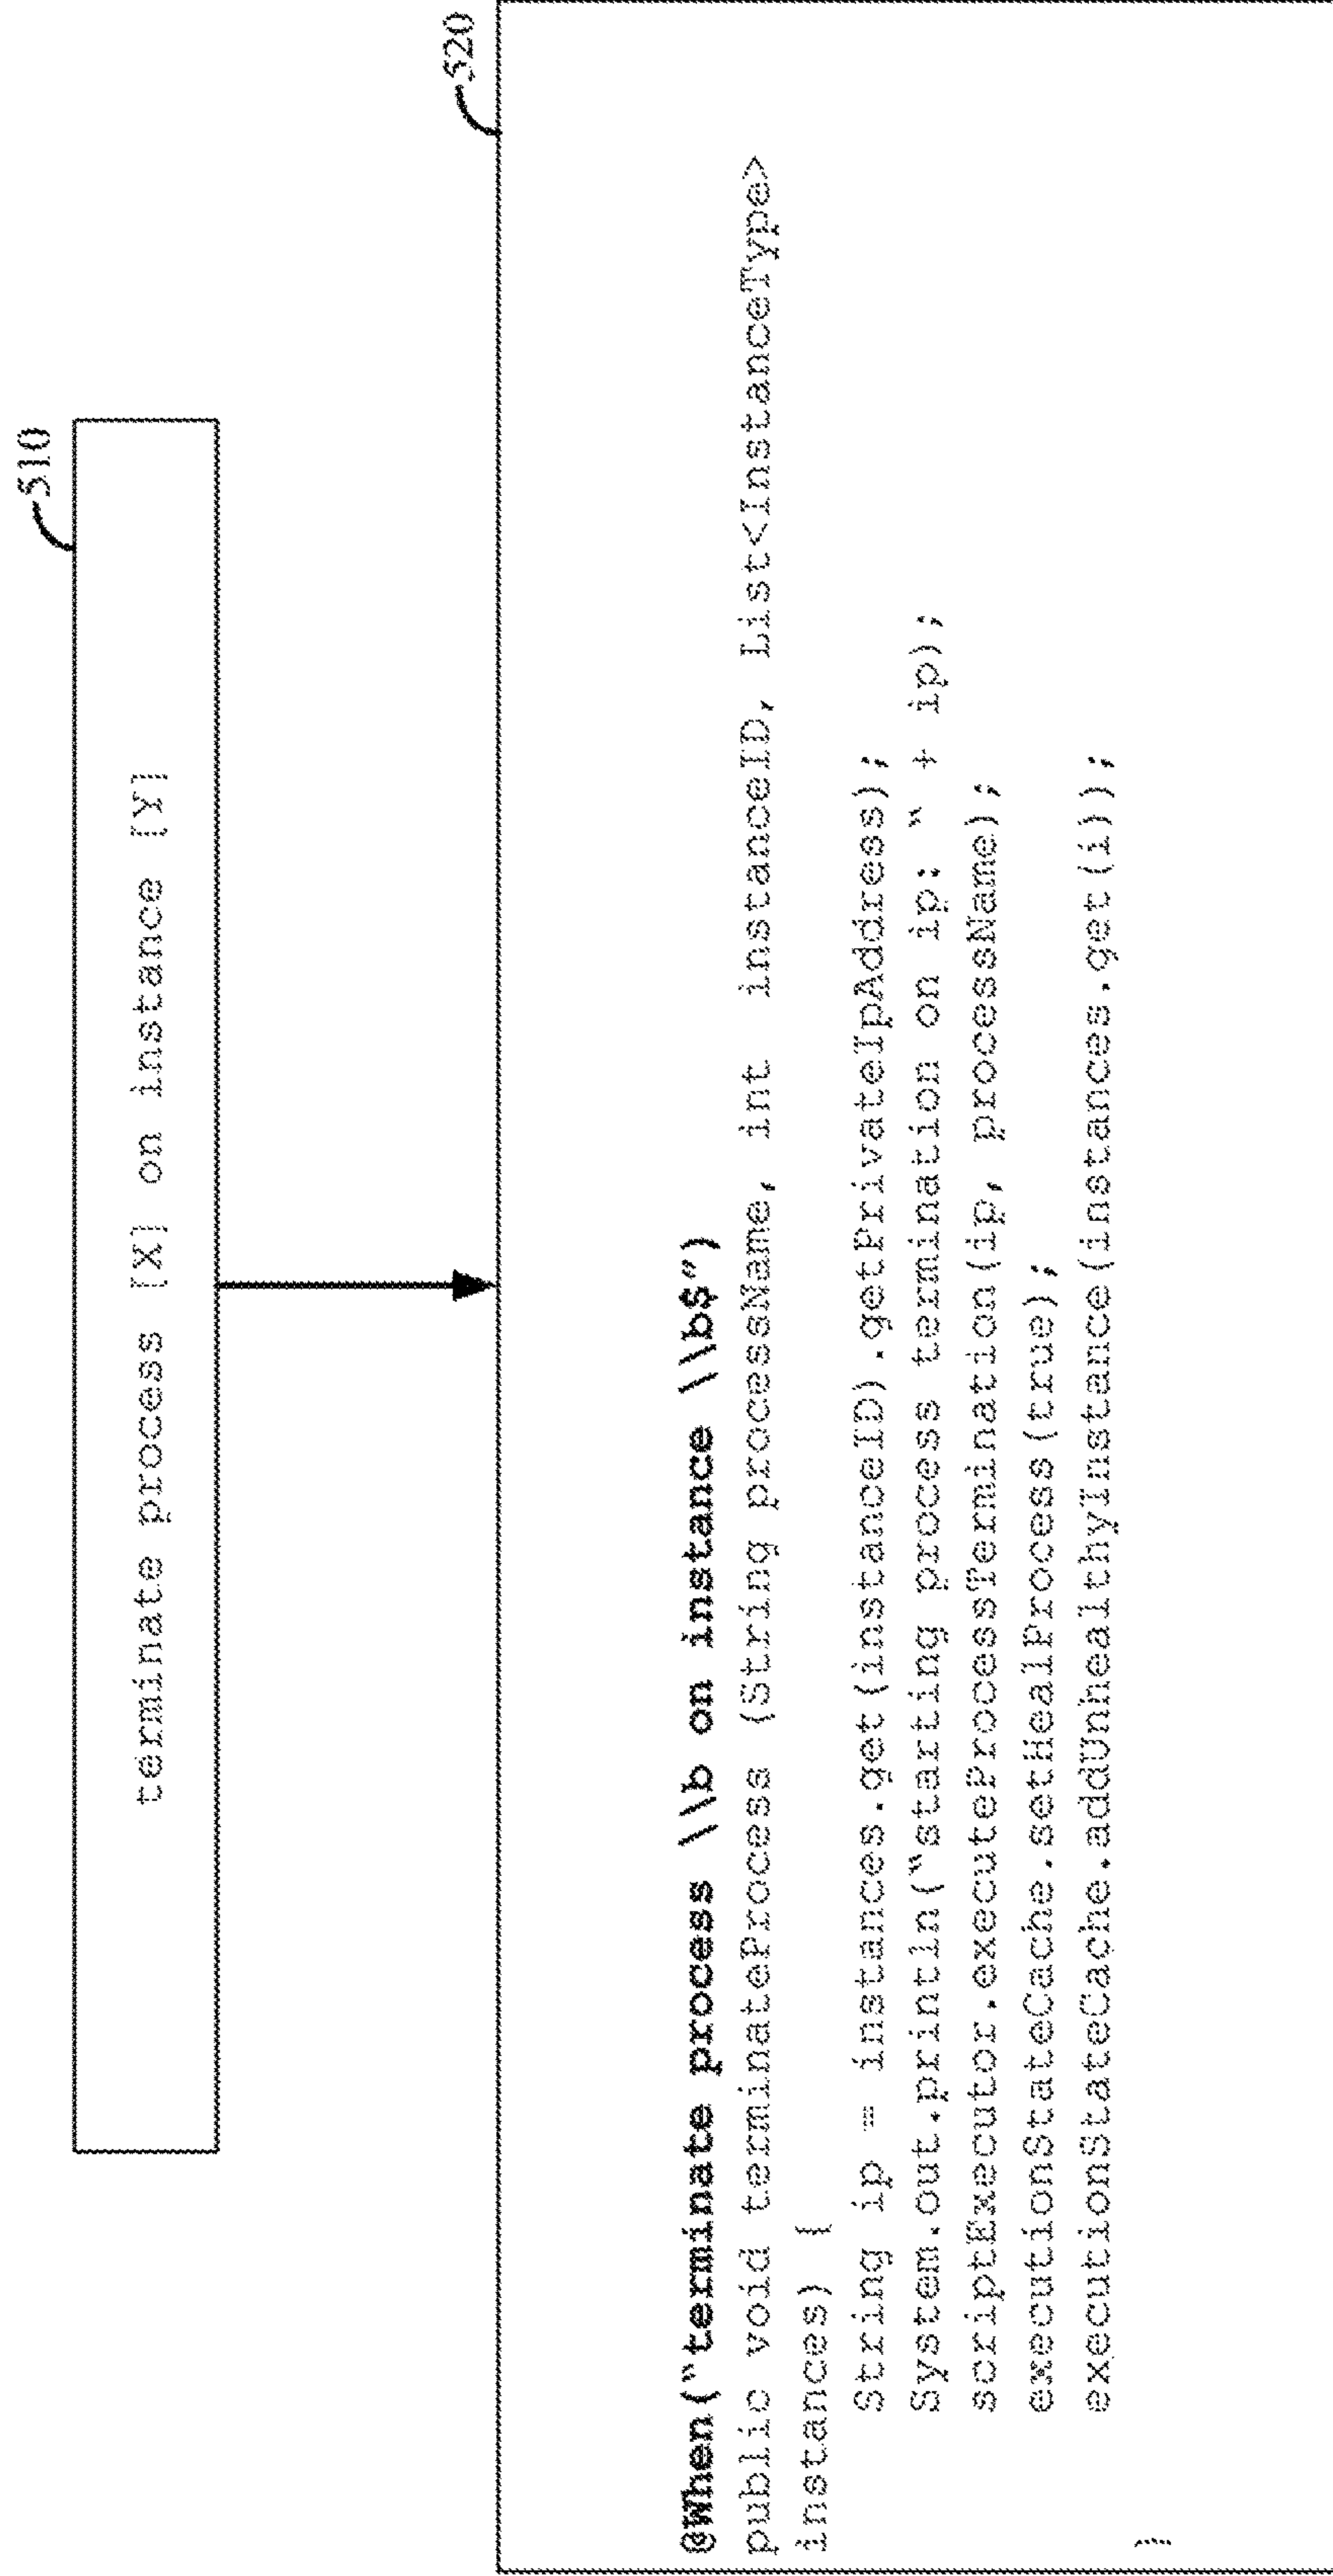 510
terminate process [X] on instance [Y]
520
@When("terminate process \\b on instance \\b$")
public void terminateProcess (String processName, int instanceID, List<InstanceType>
instances) {
String ip = instances.get(instanceID).getPrivateIpAddress);
System.out.println("starting process termination on ip: " + ip);
scriptExecutor.executeProcessTermination(ip, processName);
executionStateCache.setHealProcess(true);
executionStateCache.addUnhealthyInstance(instances.get(i));
}